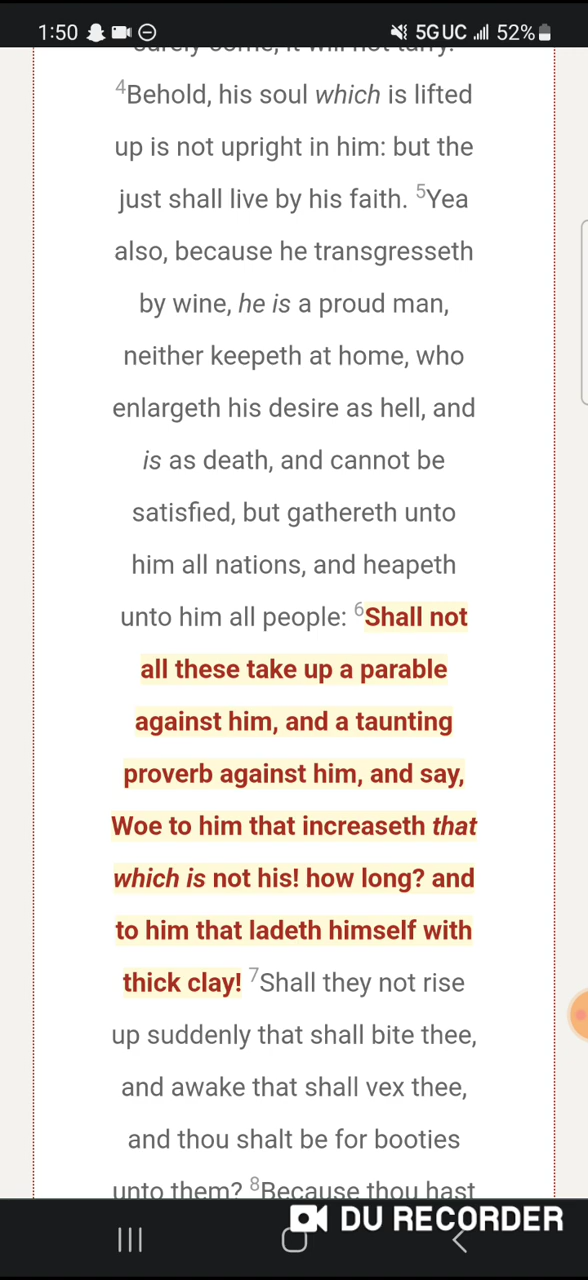 1:50 5GUC 52%
surely come, it will not tarry.
4Behold, his soul which is lifted
up is not upright in him: but the
just shall live by his faith. 5Yea
also, because he transgresseth
by wine, he is a proud man,
neither keepeth at home, who
enlargeth his desire as hell, and
is as death, and cannot be
satisfied, but gathereth unto
him all nations, and heapeth
unto him all people: 6Shall not
all these take up a parable
against him, and a taunting
proverb against him, and say,
Woe to him that increaseth that
which is not his! how long? and
to him that ladeth himself with
thick clay! 7Shall they not rise
up suddenly that shall bite thee,
and awake that shall vex thee,
and thou shalt be for booties
unto them? 8Because thou hast
DU RECORDER